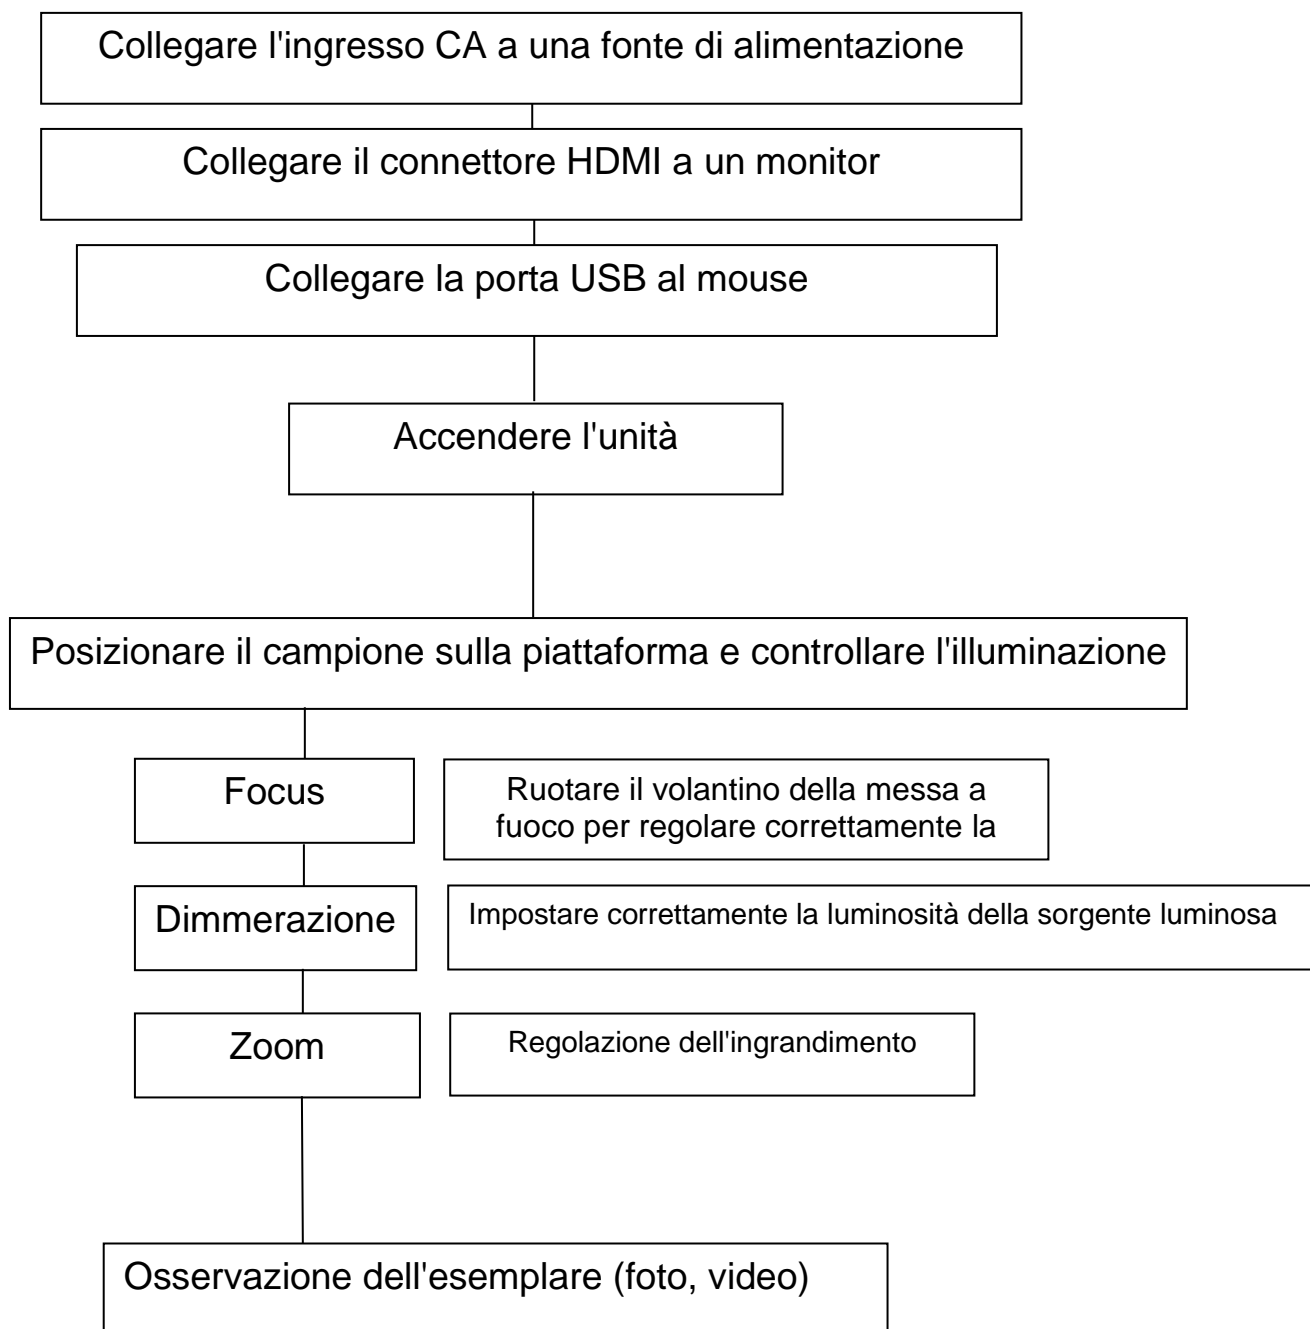 Collegare l'ingresso CA a una fonte di alimentazione
Collegare il connettore HDMI a un monitor
Collegare la porta USB al mouse
Accendere l'unità
Posizionare il campione sulla piattaforma e controllare l'illuminazione
Focus
Ruotare il volantino della messa a
fuoco per regolare correttamente la
Dimmerazione
Impostare correttamente la luminosità della sorgente luminosa
Zoom
Regolazione dell'ingrandimento
Osservazione dell'esemplare (foto, video)